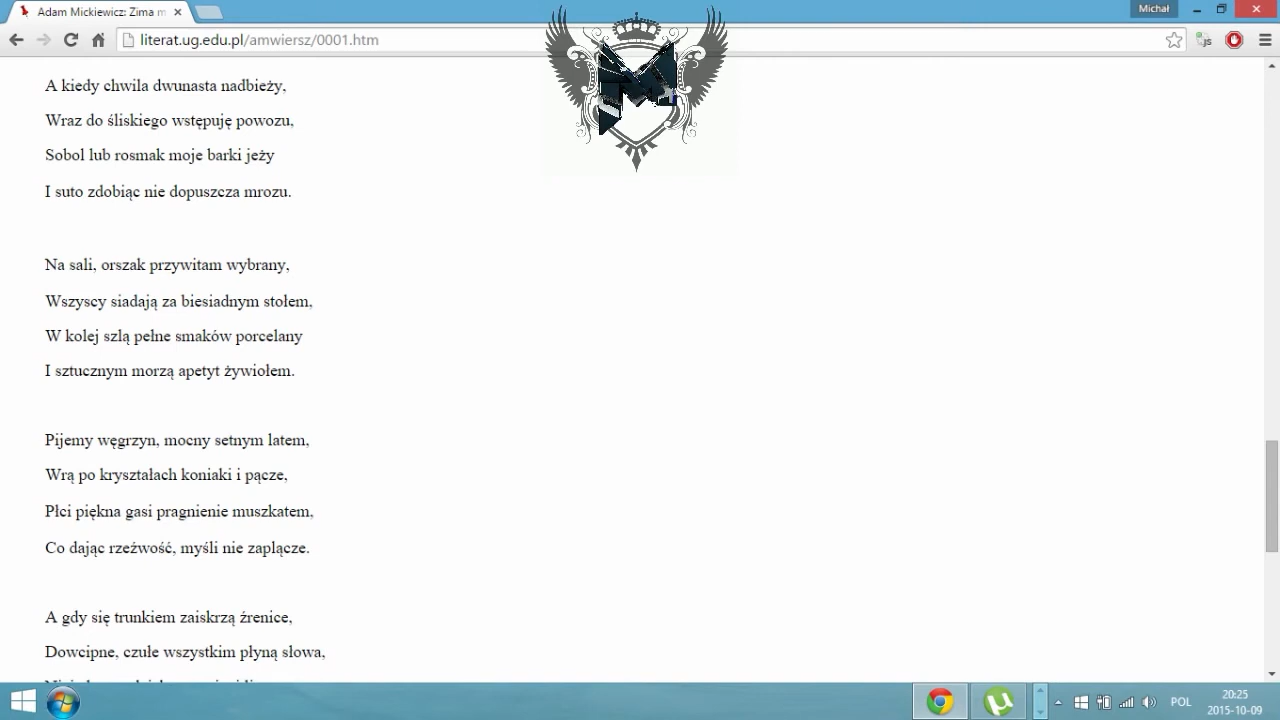 Adam Mickiewicz: Zima m
Michał
literat.ug.edu.pl/amwiersz/0001.htm
js
A kiedy chwila dwunasta nadbieży,
Wraz do śliskiego wstępuję powozu,
Sobol lub rosmak moje barki jeży
I suto zdobiąc nie dopuszcza mrozu.
Na sali, orszak przywitam wybrany,
Wszyscy siadają za biesiadnym stołem,
W kolej szlą pełne smaków porcelany
I sztucznym morzą apetyt żywiołem.
Pijemy węgrzyn, mocny setnym latem,
Wrą po kryształach koniaki i pącze,
Płci piękna gasi pragnienie muszkatem,
Co dając rzeźwość, myśli nie zaplącze.
A gdy się trunkiem zaiskrzą źrenice,
Dowcipne, czułe wszystkim płyną słowa,
POL
20:25
2015-10-09